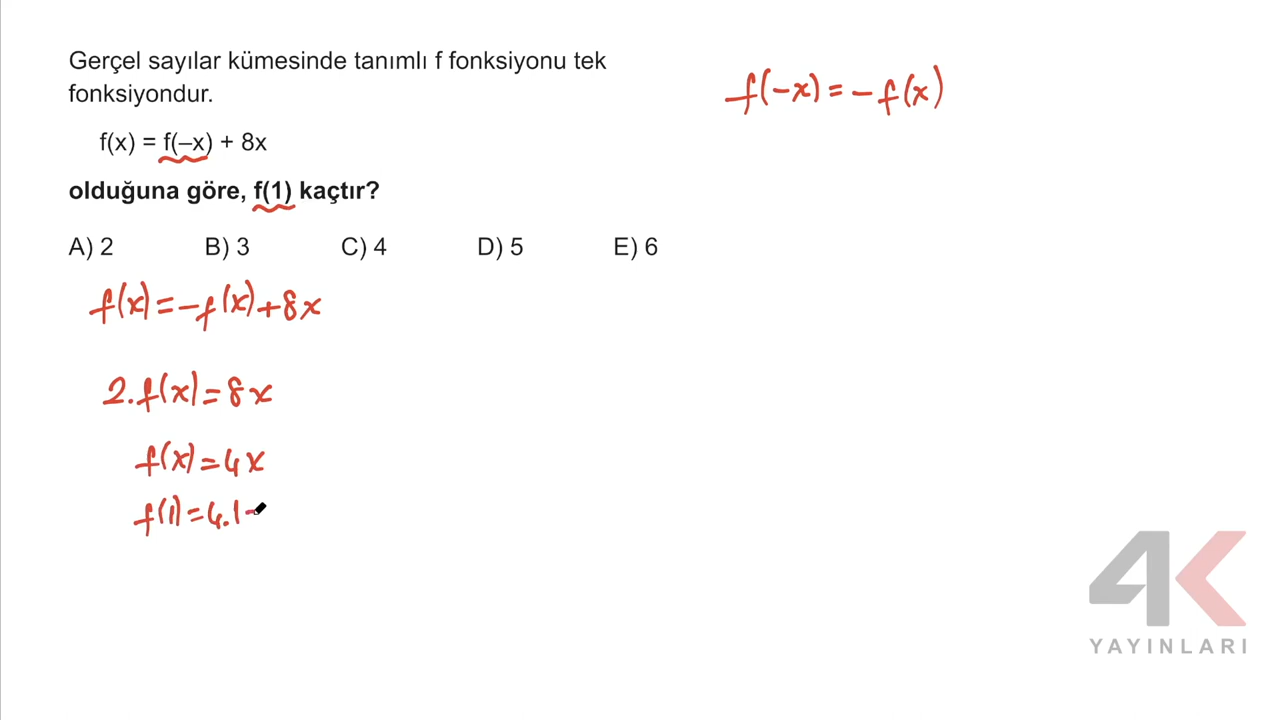 Gerçel sayılar kümesinde tanımlı f fonksiyonu tek
fonksiyondur.
f(-x) = -f(x)
f(x) = f(–x) + 8x
olduğuna göre, f(1) kaçtır?
A) 2 B) 3 C) 4 D) 5 E) 6
f(x) = -f(x) + 8x
2.f(x) = 8x
f(x) = 4x
f(1) = 4.1-
4K
YAYINLARI